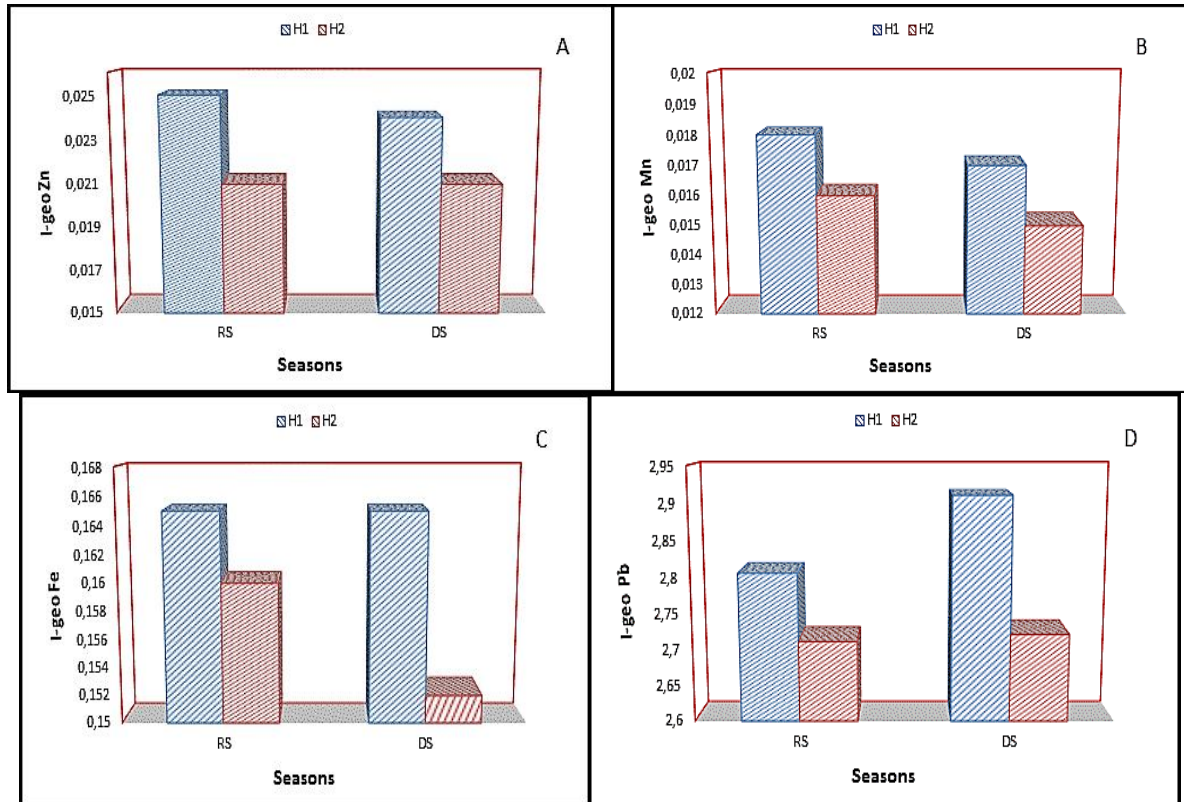 H1 H2
A
I-geo Zn
0,025
0,023
0,021
0,019
0,017
0,015
RS DS
Seasons
H1 H2
B
I-geo Mn
0,02
0,019
0,018
0,017
0,016
0,015
0,014
0,013
0,012
RS DS
Seasons
H1 H2
C
I-geo Fe
0,168
0,166
0,164
0,162
0,16
0,158
0,156
0,154
0,152
0,15
RS DS
Seasons
H1 H2
D
I-geo Pb
2,95
2,9
2,85
2,8
2,75
2,7
2,65
2,6
RS DS
Seasons